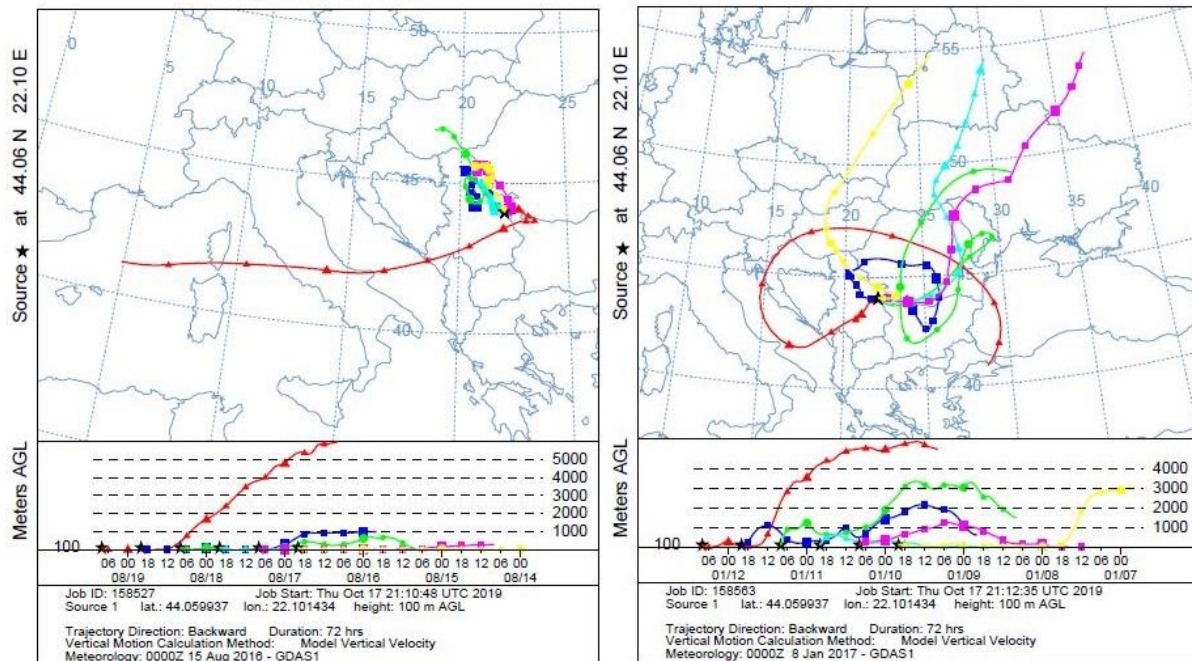 Source ★ at 44.06 N 22.10 E
0
5
10
15
50
20
25
45
40
Meters AGL
5000
4000
3000
2000
1000
100
06 00 18 12 06 00 18 12 06 00 18 12 06 00 18 12 06 00 18 12 06 00
08/19 08/18 08/17 08/16 08/15 08/14
Job ID: 158527 Job Start: Thu Oct 17 21:10:48 UTC 2019
Source 1 lat.: 44.059937 lon.: 22.101434 height: 100 m AGL
Trajectory Direction: Backward Duration: 72 hrs
Vertical Motion Calculation Method: Model Vertical Velocity
Meteorology: 0000Z 15 Aug 2016 - GDAS1
Source ★ at 44.06 N 22.10 E
55
50
15
20
25
30
35
40
40
Meters AGL
4000
3000
2000
1000
100
06 00 18 12 06 00 18 12 06 00 18 12 06 00 18 12 06 00 18 12 06 00
01/12 01/11 01/10 01/09 01/08 01/07
Job ID: 158563 Job Start: Thu Oct 17 21:12:35 UTC 2019
Source 1 lat.: 44.059937 lon.: 22.101434 height: 100 m AGL
Trajectory Direction: Backward Duration: 72 hrs
Vertical Motion Calculation Method: Model Vertical Velocity
Meteorology: 0000Z 8 Jan 2017 - GDAS1